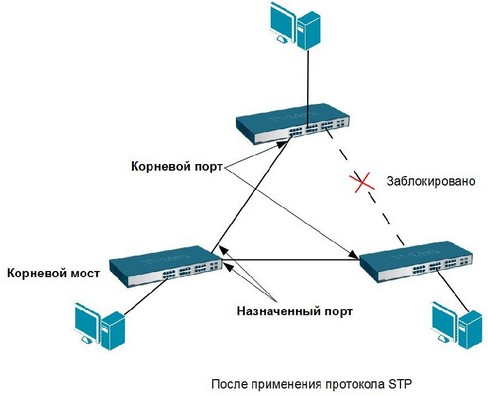 Корневой порт
Заблокировано
Корневой мост
Назначенный порт
После применения протокола STP